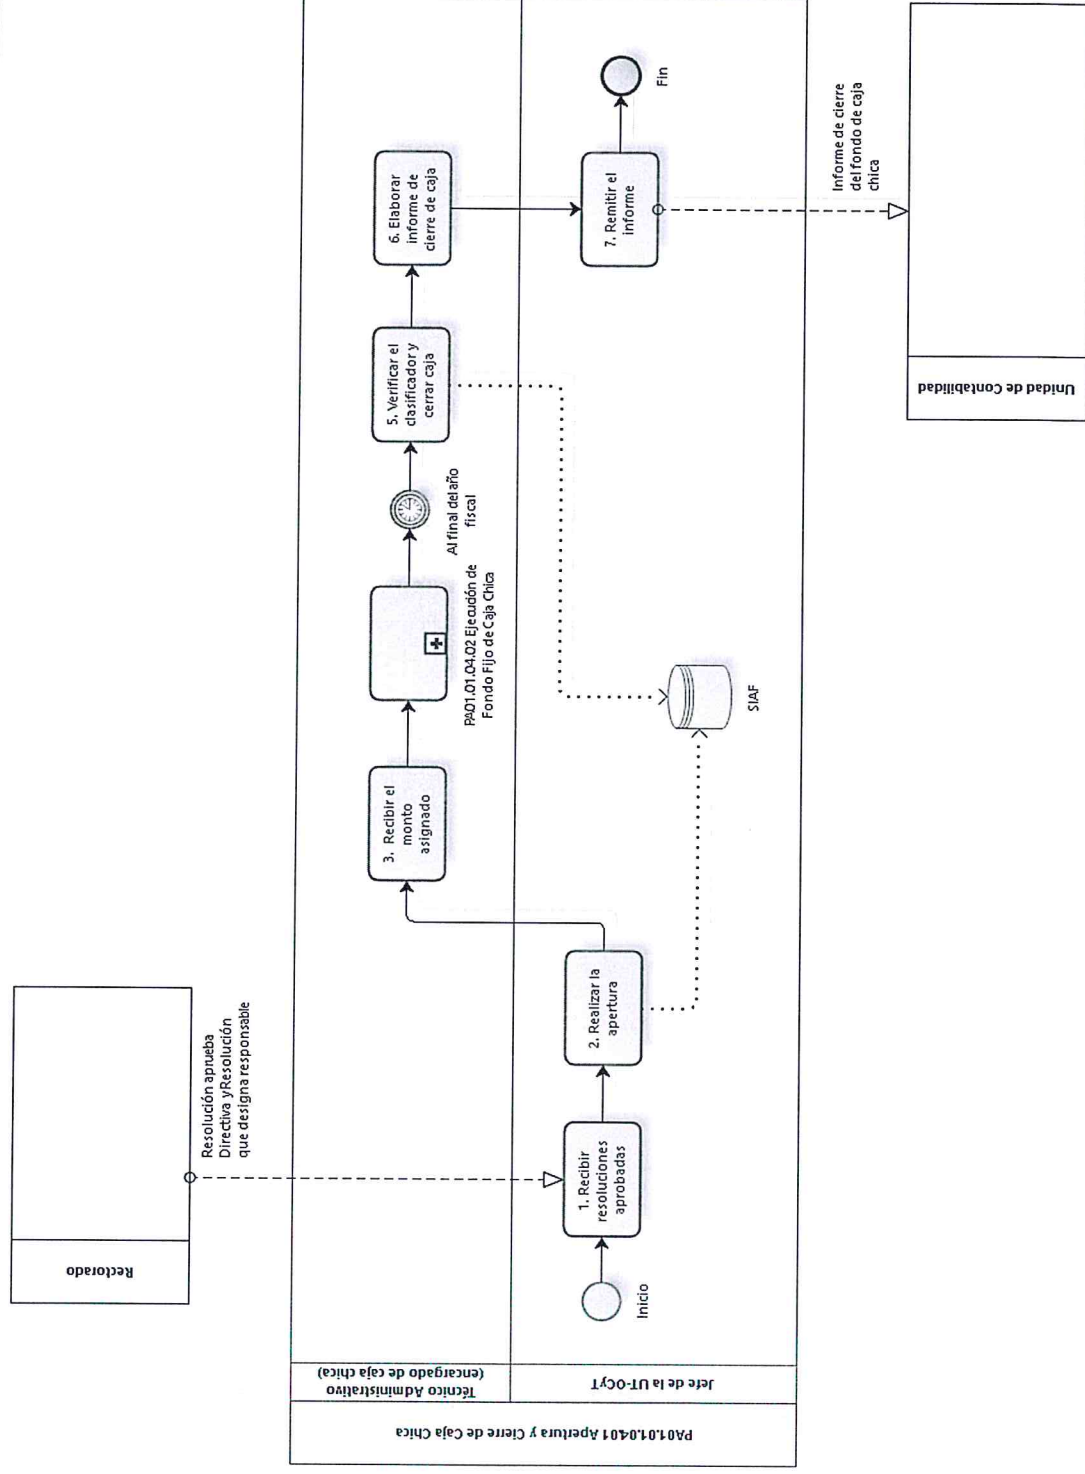 Rectorado
Resolución aprueba
Directiva y Resolución
que designa responsable
PA01.01.04.01 Apertura y Cierre de Caja Chica
Técnico Administrativo
(encargado de caja chica)
Jefe de la UT-OCyT
Inicio
1. Recibir
resoluciones
aprobadas
2. Realizar la
apertura
3. Recibir el
monto
asignado
PA01.01.04.02 Ejecución de
Fondo Fijo de Caja Chica
Al final del año
fiscal
5. Verificar el
clasificador y
cerrar caja
6. Elaborar
informe de
cierre de caja
7. Remitir el
informe
Fin
SIAF
Informe de cierre
del fondo de caja
chica
Unidad de Contabilidad